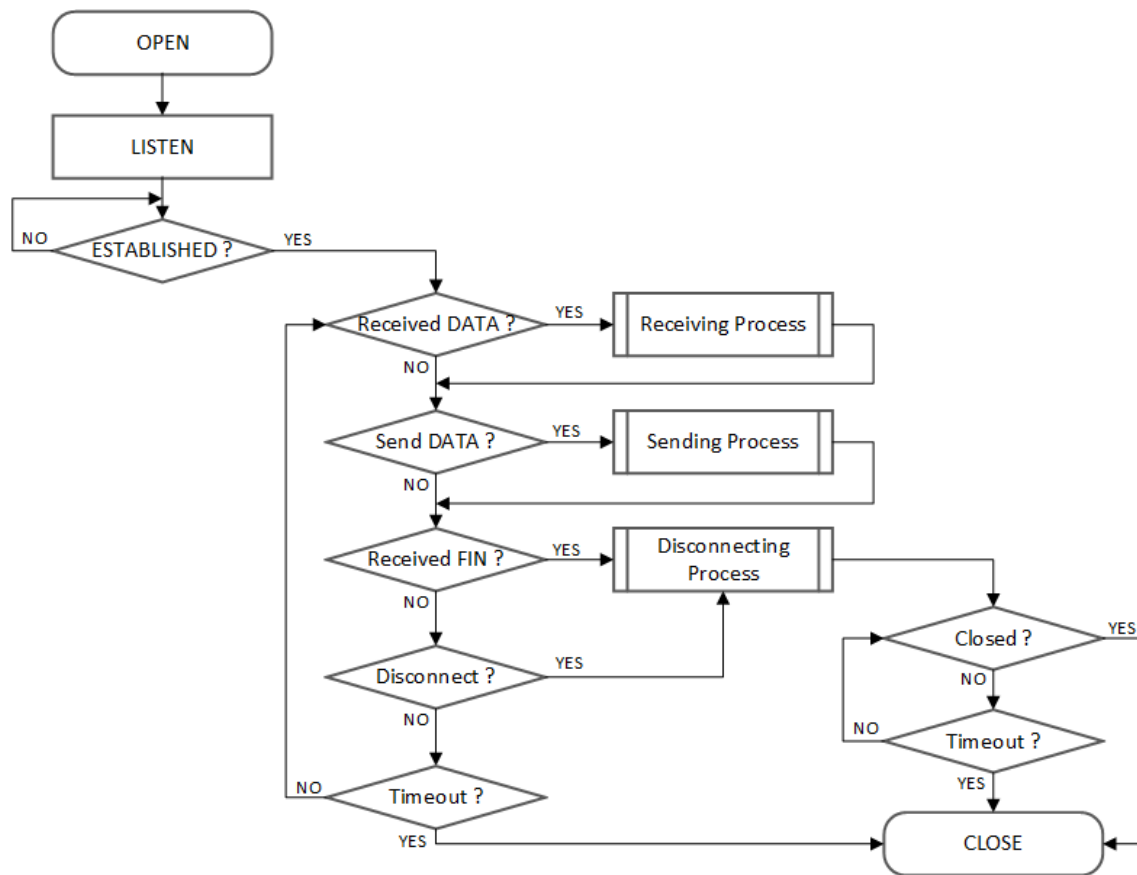 OPEN
LISTEN
NO
ESTABLISHED ?
YES
Received DATA ?
YES
Receiving Process
NO
Send DATA ?
YES
Sending Process
NO
Received FIN ?
YES
Disconnecting
Process
NO
Closed ?
YES
Disconnect ?
YES
NO
NO
NO
Timeout ?
NO
Timeout ?
YES
YES
CLOSE